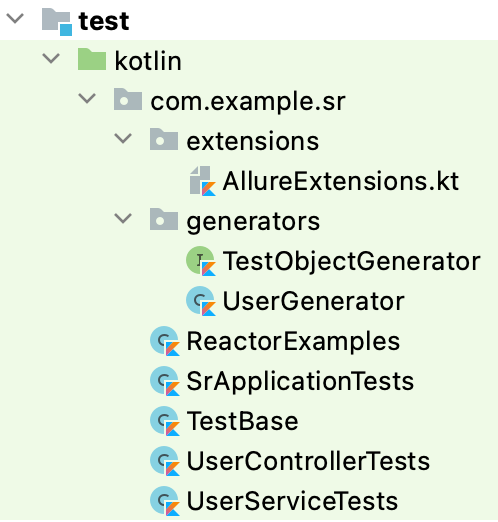 test
kotlin
com.example.sr
extensions
AllureExtensions.kt
generators
TestObjectGenerator
UserGenerator
ReactorExamples
SrApplicationTests
TestBase
UserControllerTests
UserServiceTests